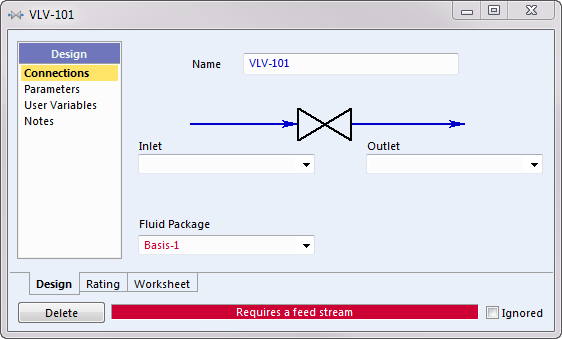 VLV-101
Design
Connections
Parameters
User Variables
Notes
Name
VLV-101
Inlet
Outlet
Fluid Package
Basis-1
Design
Rating
Worksheet
Delete
Requires a feed stream
Ignored